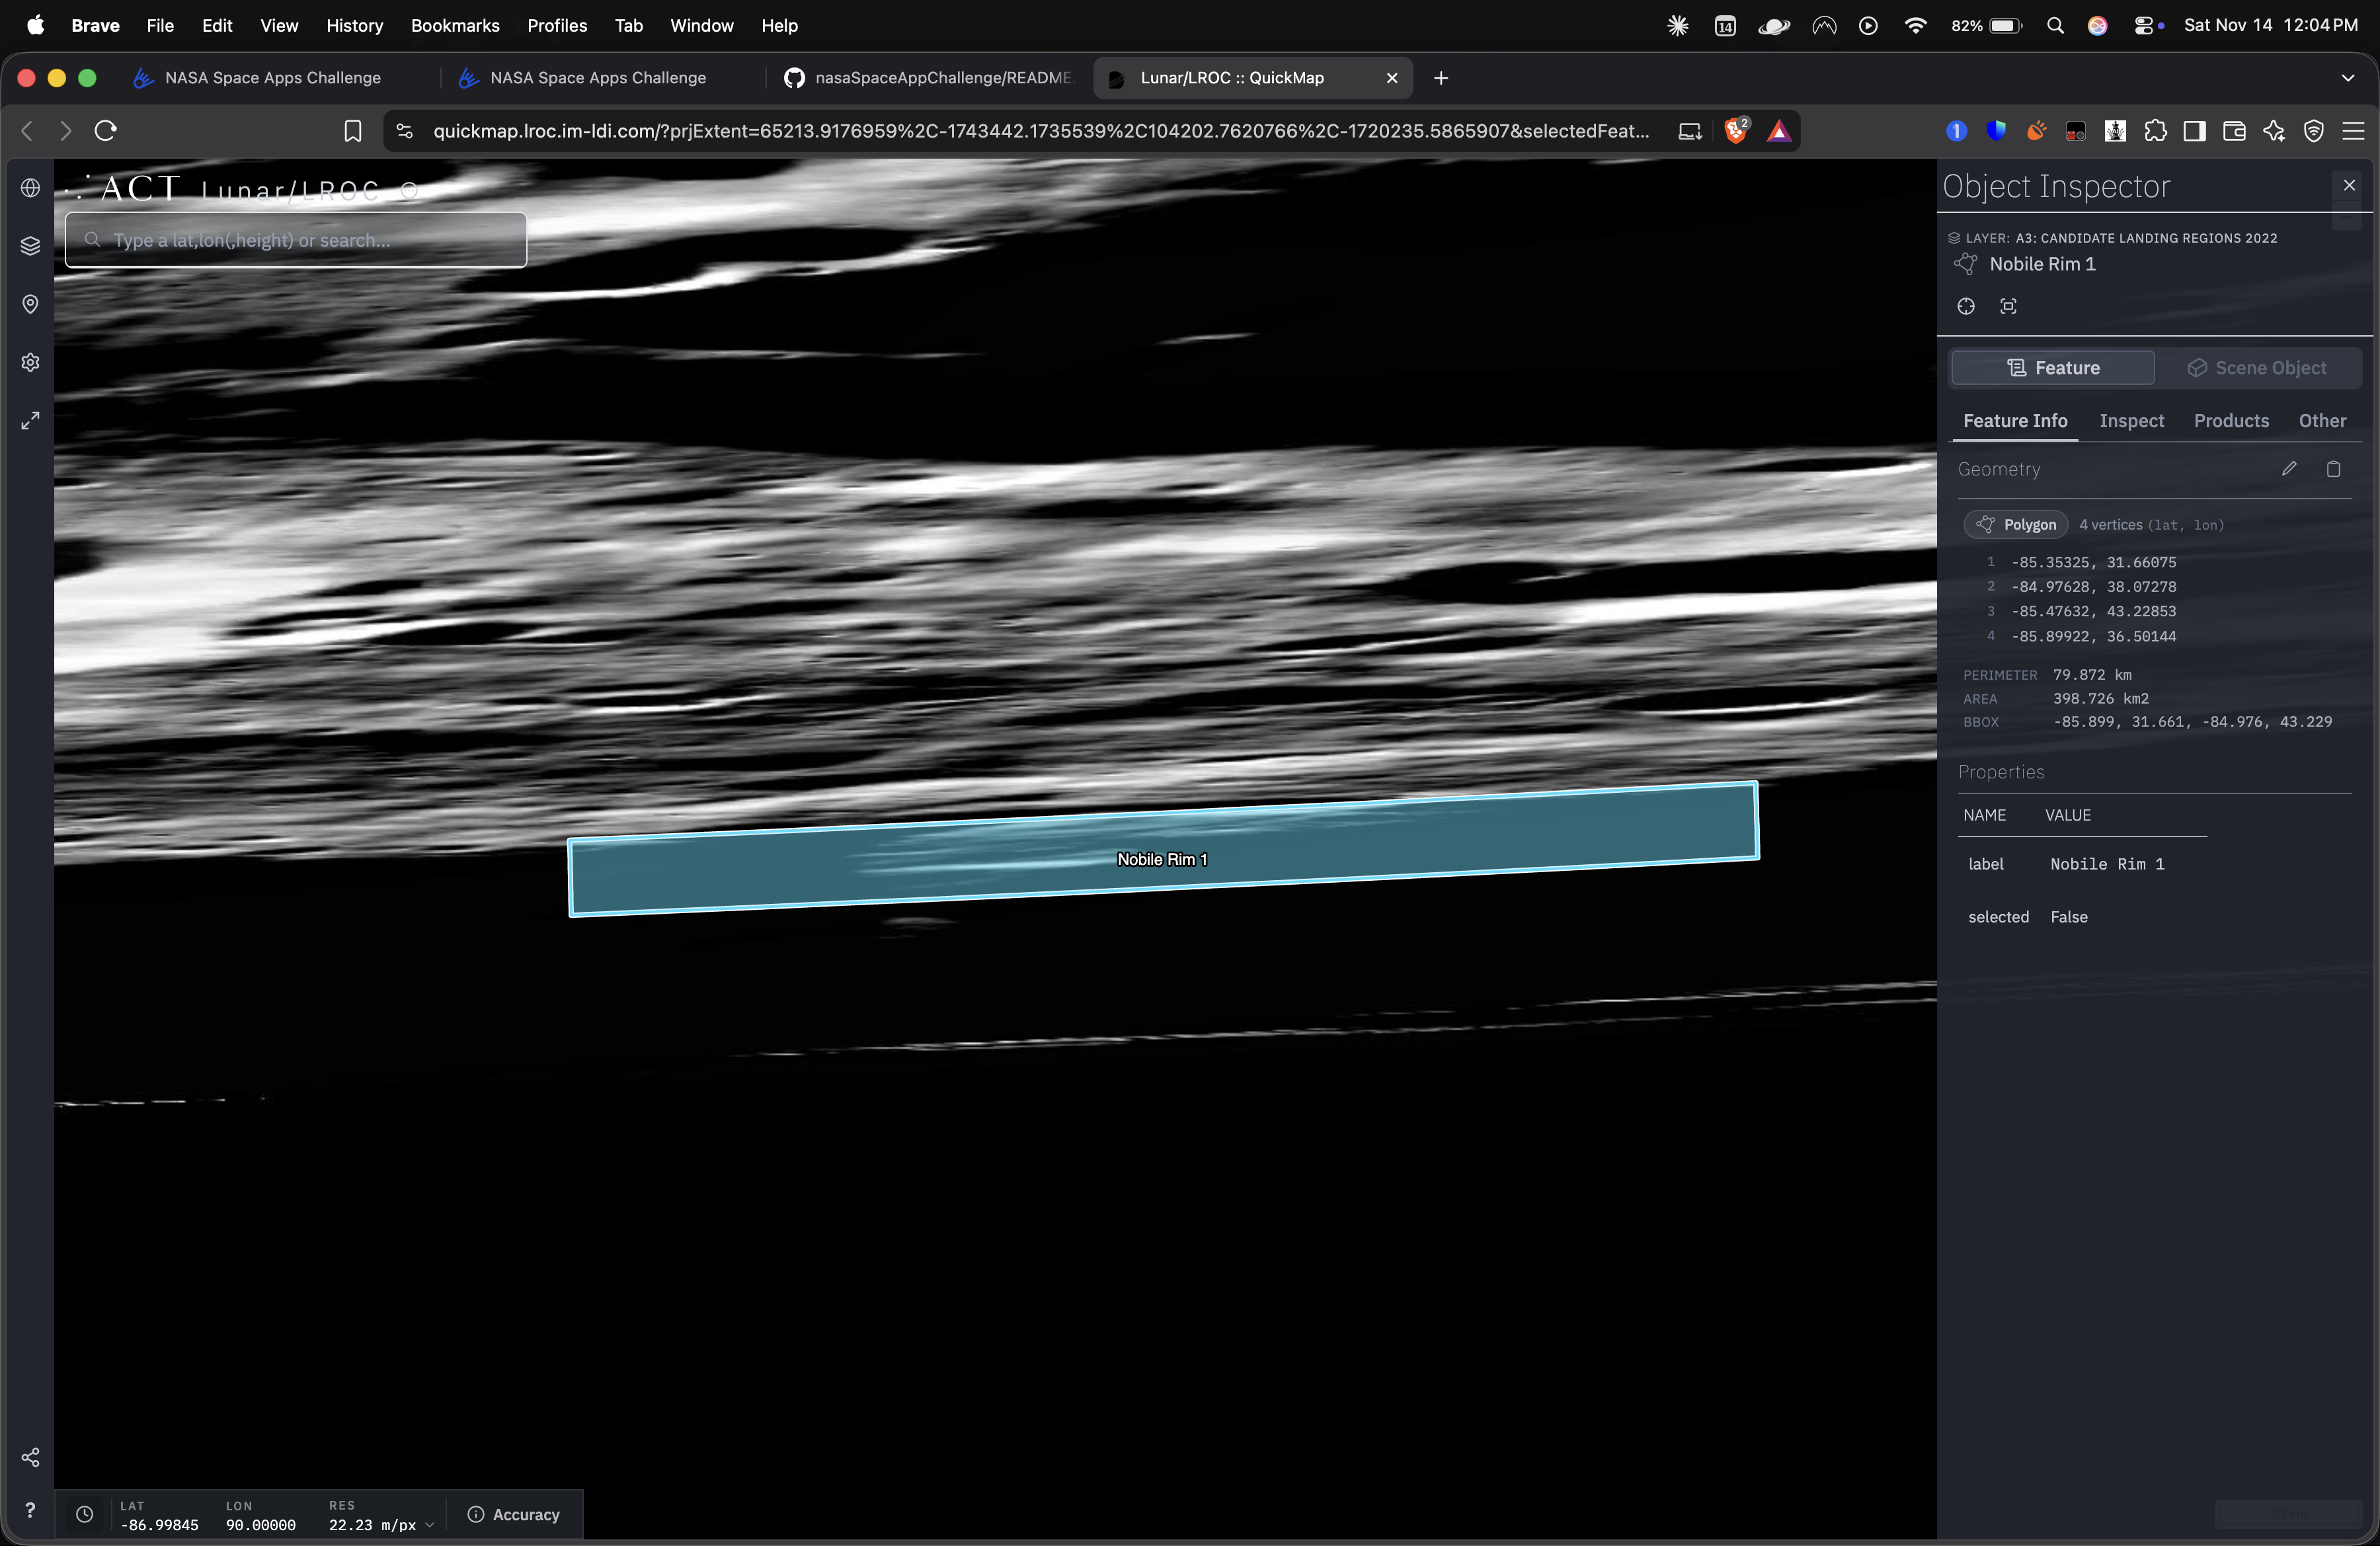 Brave File Edit View History Bookmarks Profiles Tab Window Help 14 82% Sat Nov 14 12:04 PM
NASA Space Apps Challenge NASA Space Apps Challenge nasaSpaceAppChallenge/README. Lunar/LROC :: QuickMap
quickmap.lroc.im-ldi.com/?prjExtent=65213.9176959%2C-1743442.1735539%2C104202.7620766%2C-1720235.5865907&selectedFeat... 2 1
ACT Lunar/LROC
Type a lat,lon(,height) or search...
Nobile Rim 1
Object Inspector
LAYER: A3: CANDIDATE LANDING REGIONS 2022
Nobile Rim 1
Feature Scene Object
Feature Info Inspect Products Other
Geometry
Polygon 4 vertices (lat, lon)
1 -85.35325, 31.66075
2 -84.97628, 38.07278
3 -85.47632, 43.22853
4 -85.89922, 36.50144
PERIMETER 79.872 km
AREA 398.726 km2
BBOX -85.899, 31.661, -84.976, 43.229
Properties
NAME VALUE
label Nobile Rim 1
selected False
?
LAT LON RES
-86.99845 90.00000 22.23 m/px Accuracy